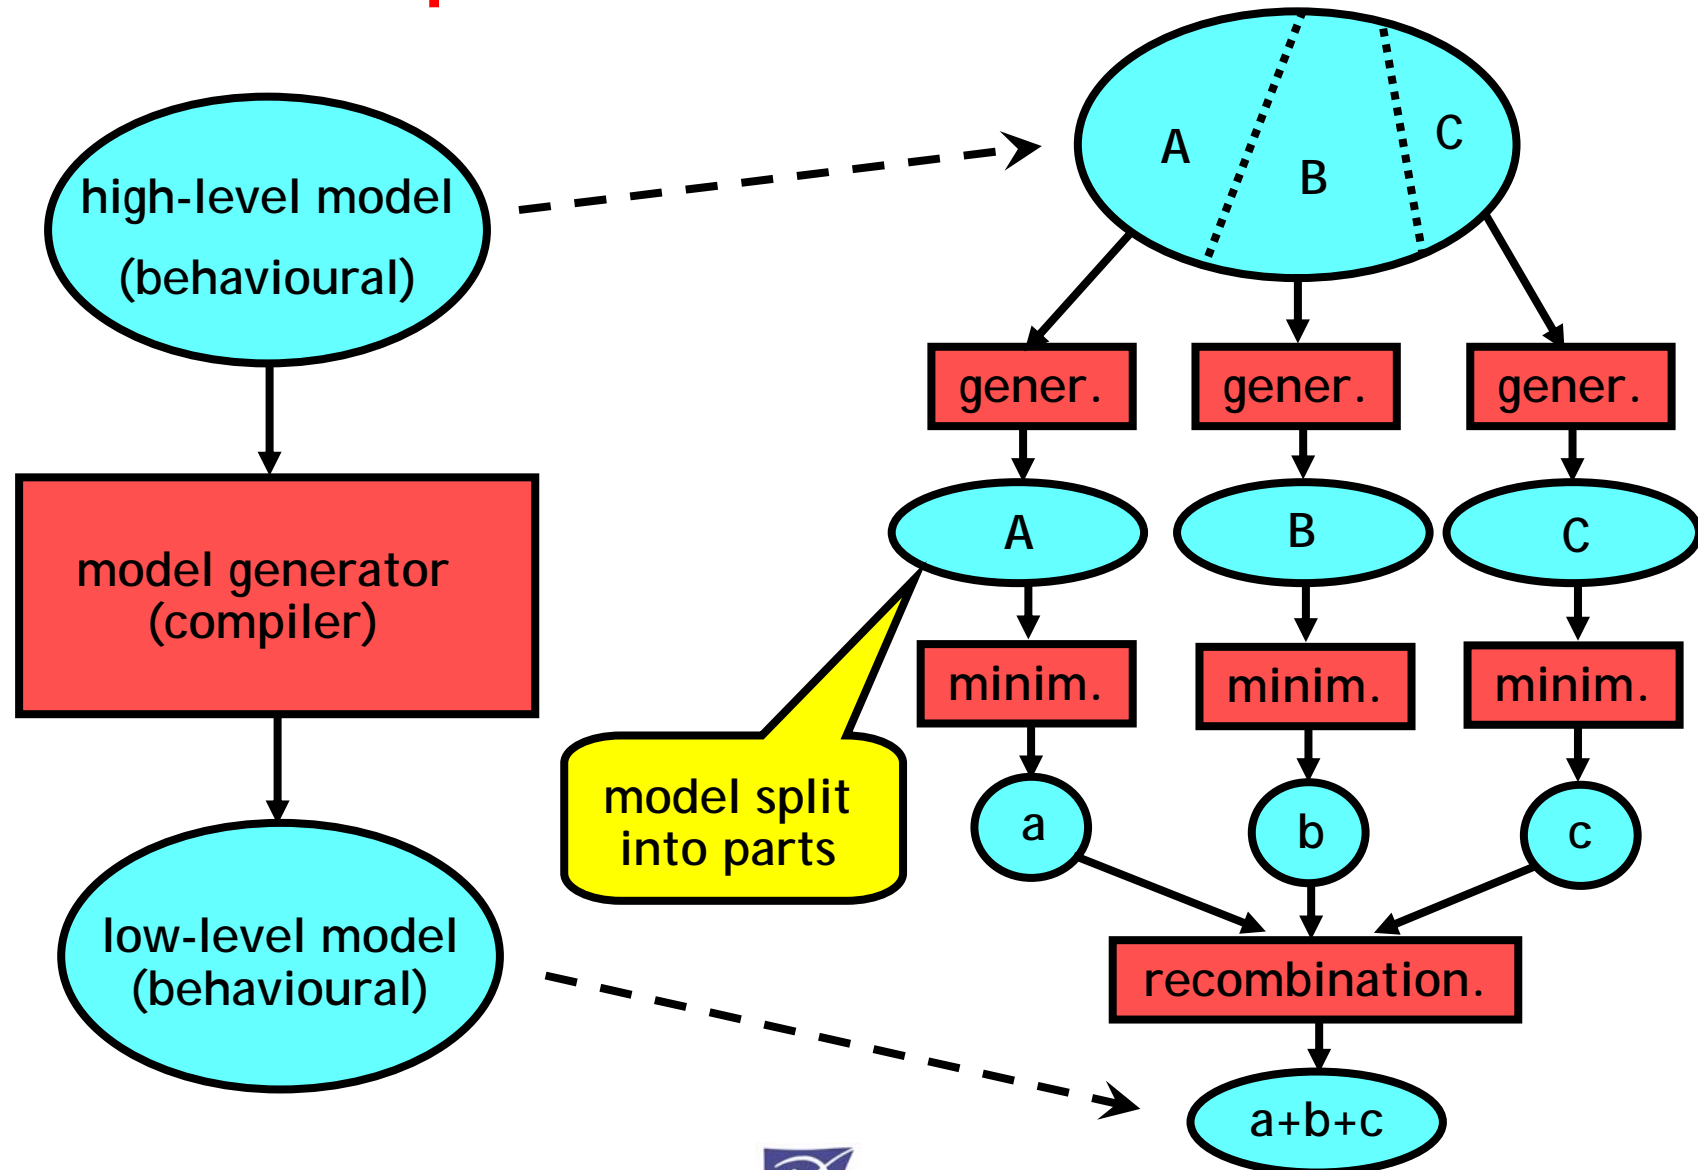 high-level model
(behavioural)
model generator
(compiler)
low-level model
(behavioural)
A
B
C
gener.
gener.
gener.
A
B
C
minim.
minim.
minim.
model split
into parts
a
b
c
recombination.
a+b+c